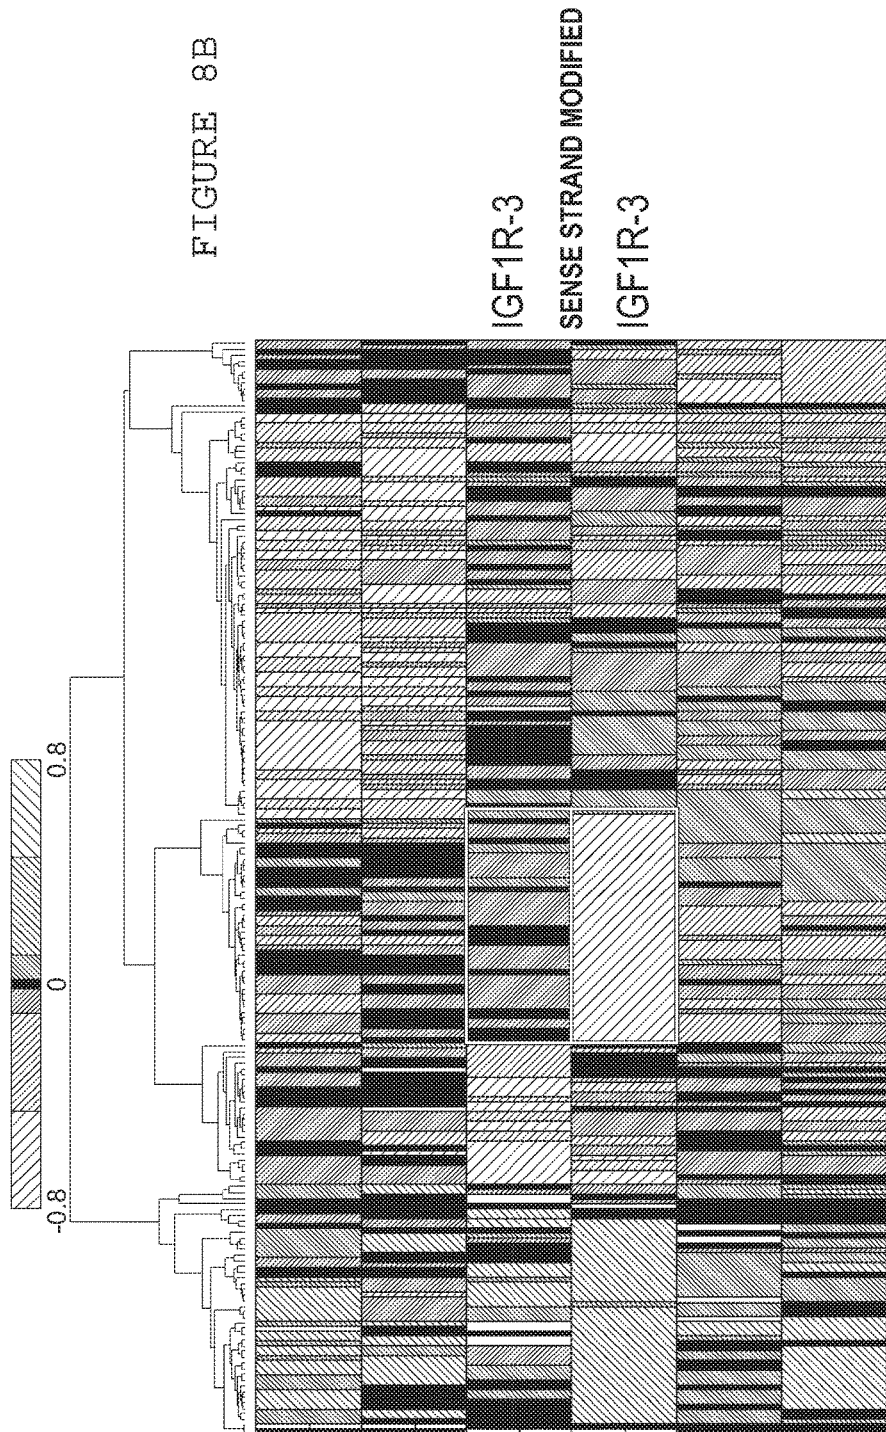 FIGURE 8B
-0.8
0
0.8
IGF1R-3
SENSE STRAND MODIFIED
IGF1R-3